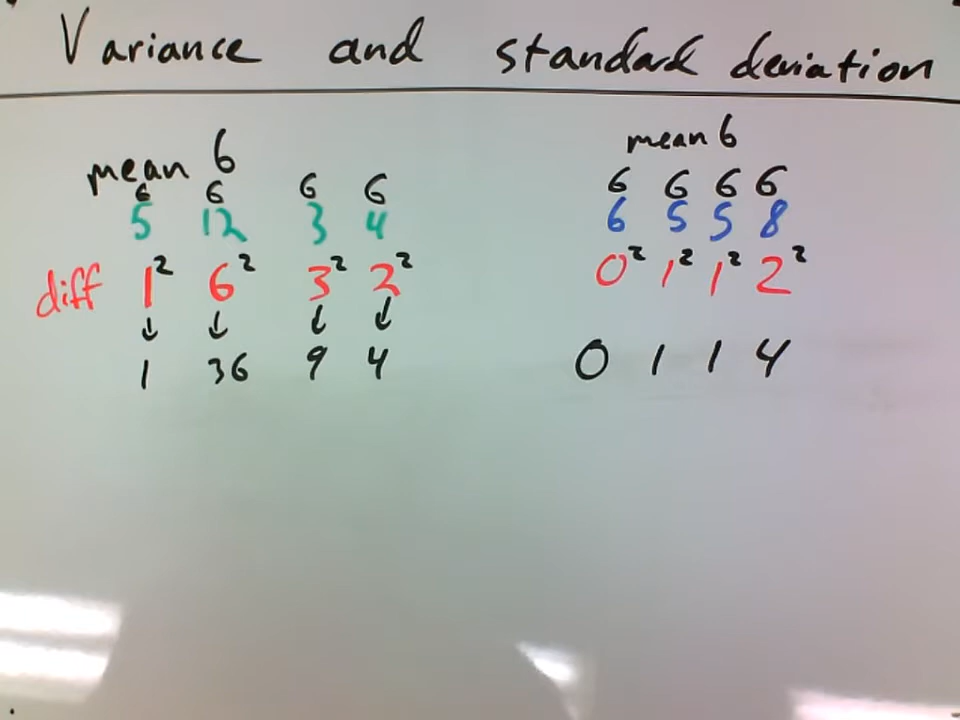 Variance and standard deviation
mean 6
6 6 6 6
5 12 3 4
diff 1² 6² 3² 2²
↓ ↓ ↓ ↓
1 36 9 4
mean 6
6 6 6 6
6 5 5 8
0² 1² 1² 2²
0 1 1 4